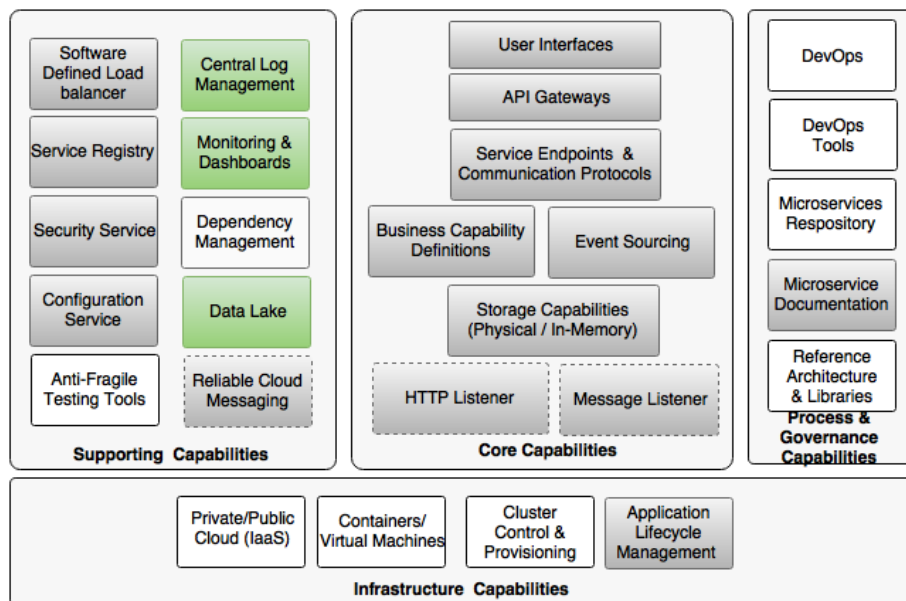 Software
Defined Load
balancer
Central Log
Management
Service Registry
Monitoring &
Dashboards
Security Service
Dependency
Management
Configuration
Service
Data Lake
Anti-Fragile
Testing Tools
Reliable Cloud
Messaging
Supporting Capabilities
User Interfaces
API Gateways
Service Endpoints &
Communication Protocols
Business Capability
Definitions
Event Sourcing
Storage Capabilities
(Physical / In-Memory)
HTTP Listener
Message Listener
Core Capabilities
DevOps
DevOps
Tools
Microservices
Respository
Microservice
Documentation
Reference
Architecture
& Libraries
Process &
Governance
Capabilities
Private/Public
Cloud (IaaS)
Containers/
Virtual Machines
Cluster
Control &
Provisioning
Application
Lifecycle
Management
Infrastructure Capabilities